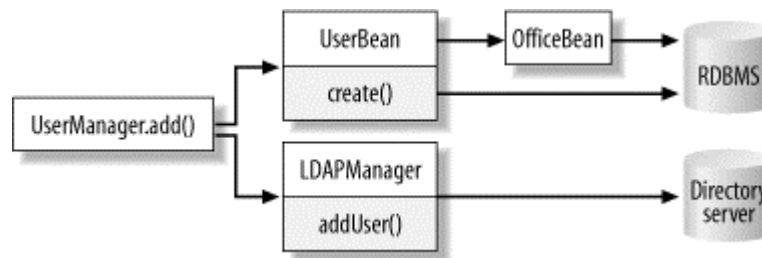 UserBean
OfficeBean
RDBMS
create()
UserManager.add()
LDAPManager
Directory
server
addUser()